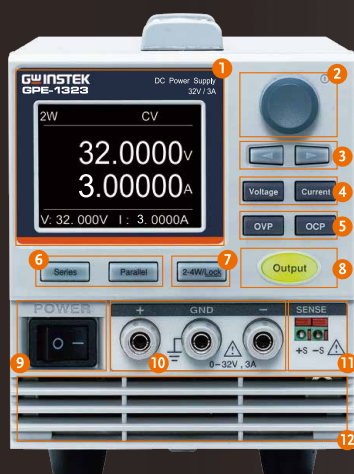 GWINSTEK
GPE-1323
DC Power Supply
32V / 3A
1
2
2W CV
32.0000V
3.00000A
V: 32.000V I: 3.0000A
3
Voltage Current
4
OVP OCP
5
6
7
Series Parallel 2-4W/Lock
Output
8
POWER
+ GND −
SENSE
O −
0~32V, 3A
+S −S
9
10
11
12